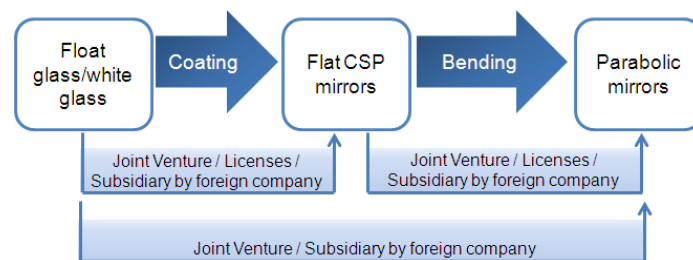 Float
glass/white
glass
Coating
Flat CSP
mirrors
Bending
Parabolic
mirrors
Joint Venture / Licenses /
Subsidiary by foreign company
Joint Venture / Licenses /
Subsidiary by foreign company
Joint Venture / Subsidiary by foreign company